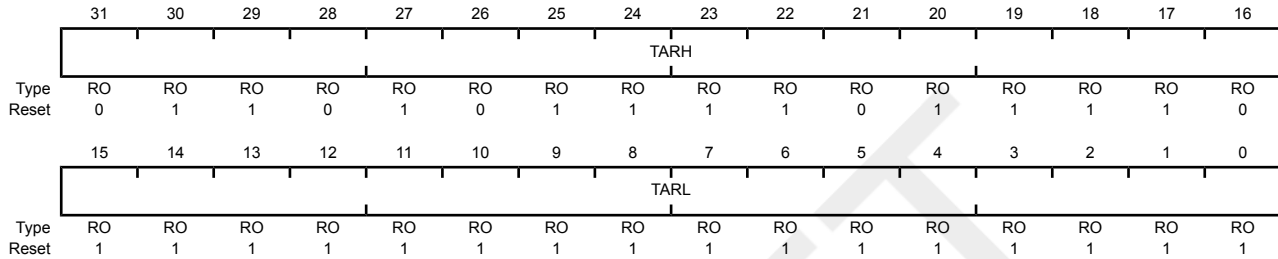 31 30 29 28 27 26 25 24 23 22 21 20 19 18 17 16
TARH
Type RO RO RO RO RO RO RO RO RO RO RO RO RO RO RO RO
Reset 0 1 1 0 1 0 1 1 1 1 0 1 1 1 1 0
15 14 13 12 11 10 9 8 7 6 5 4 3 2 1 0
TARL
Type RO RO RO RO RO RO RO RO RO RO RO RO RO RO RO RO
Reset 1 1 1 1 1 1 1 1 1 1 1 1 1 1 1 1